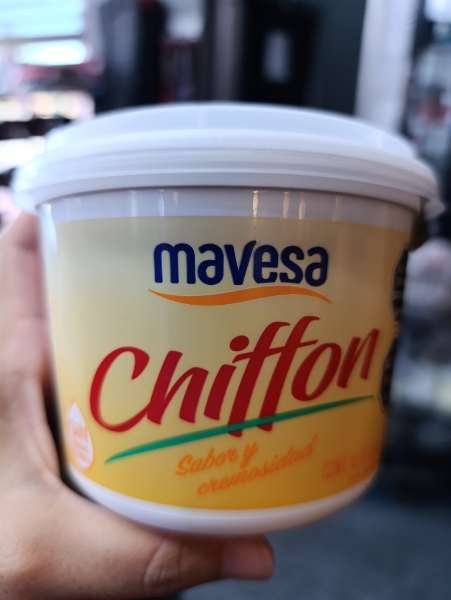 mavesa
Chiffon
Sabor y
cremosidad